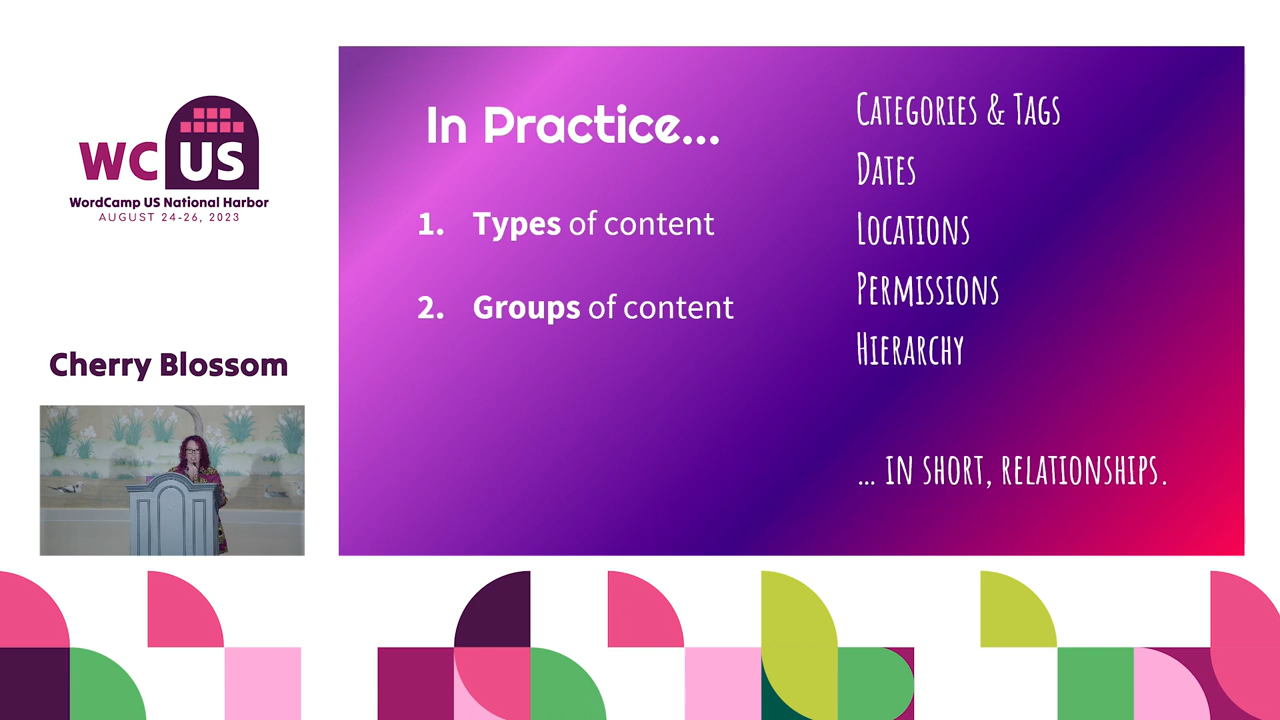 WC US
WordCamp US National Harbor
AUGUST 24-26, 2023
Cherry Blossom
In Practice...
1. Types of content
2. Groups of content
Categories & Tags
Dates
Locations
Permissions
Hierarchy
... in short, relationships.